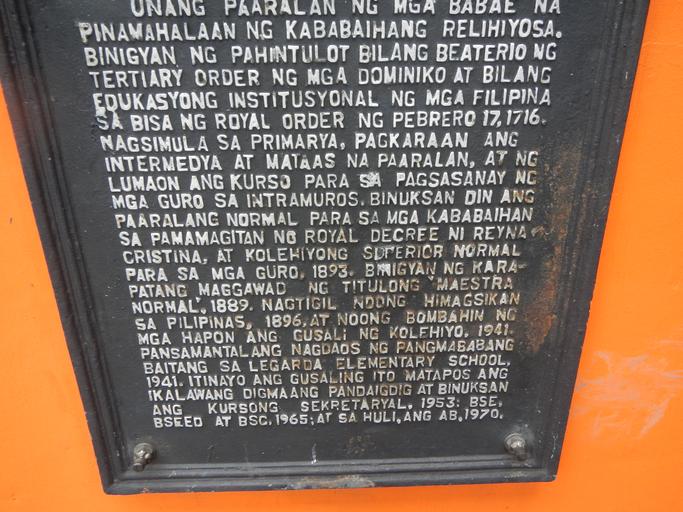 UNANG PAARALAN NG MGA BABAE NA
PINAMAHALAAN NG KABABAIHANG RELIHIYOSA.
BINIGYAN NG PAHINTULOT BILANG BEATERIO NG
TERTIARY ORDER NG MGA DOMINIKO AT BILANG
EDUKASYONG INSTITUSYONAL NG MGA FILIPINA
SA BISA NG ROYAL ORDER NG PEBRERO 17, 1716.
NAGSIMULA SA PRIMARYA, PAGKARAAN ANG
INTERMEDYA AT MATAAS NA PAARALAN, AT NG
LUMAON ANG KURSO PARA SA PAGSASANAY NG
MGA GURO SA INTRAMUROS. BINUKSAN DIN ANG
PAARALANG NORMAL PARA SA MGA KABABAIHAN
SA PAMAMAGITAN NG ROYAL DECREE NI REYNA
CRISTINA, AT KOLEHIYONG SUPERIOR NORMAL
PARA SA MGA GURO, 1893. BINIGYAN NG KARA-
PATANG MAGGAWAD NG TITULONG "MAESTRA
NORMAL", 1889. NAGTIGIL NOONG HIMAGSIKAN
SA PILIPINAS, 1896, AT NOONG BOMBAHIN NG
MGA HAPON ANG GUSALI NG KOLEHIYO, 1941.
PANSAMANTALANG NAGDAOS NG PANGMABABANG
BAITANG SA LEGARDA ELEMENTARY SCHOOL,
1941. ITINAYO ANG GUSALING ITO MATAPOS ANG
IKALAWANG DIGMAANG PANDAIGDIG AT BINUKSAN
ANG KURSONG SEKRETARYAL, 1953: BSE,
BSEED AT BSC, 1965; AT SA HULI, ANG AB, 1970.